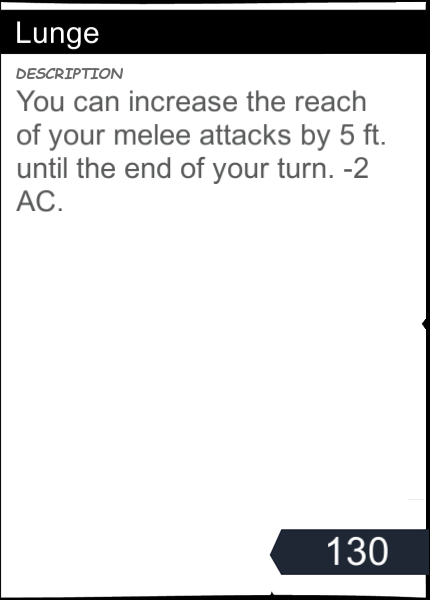 Lunge
DESCRIPTION
You can increase the reach
of your melee attacks by 5 ft.
until the end of your turn. -2
AC.
130